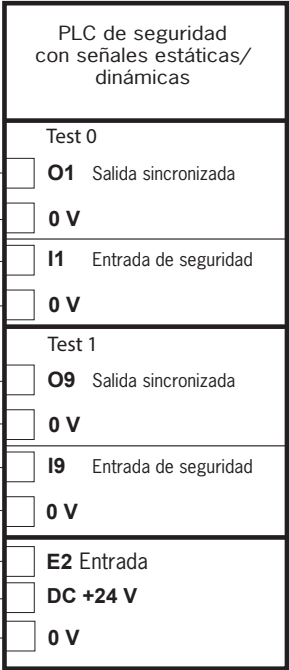 PLC de seguridad
con señales estáticas/
dinámicas
Test 0
O1 Salida sincronizada
0 V
I1 Entrada de seguridad
0 V
Test 1
O9 Salida sincronizada
0 V
I9 Entrada de seguridad
0 V
E2 Entrada
DC +24 V
0 V